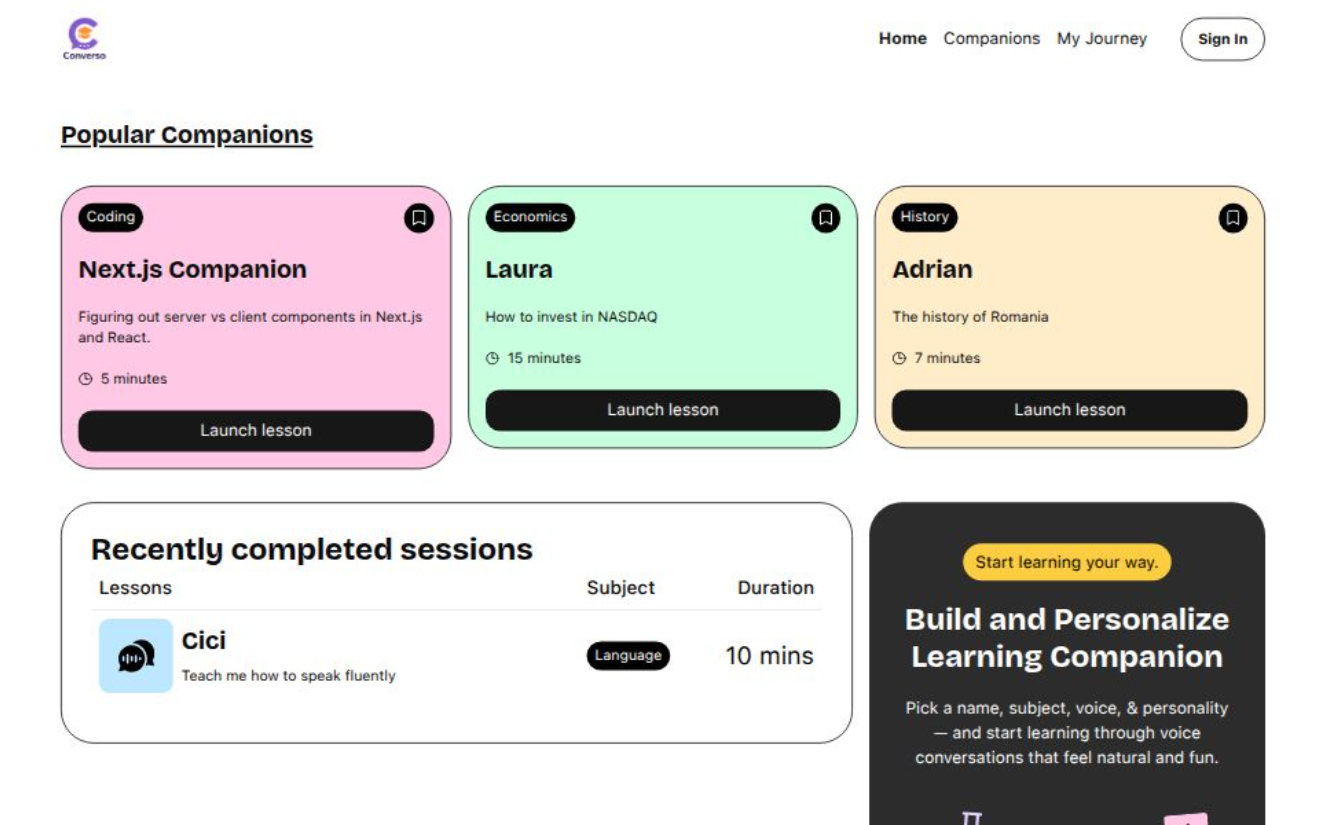 Converso
Home Companions My Journey Sign In
Popular Companions
Coding
Next.js Companion
Figuring out server vs client components in Next.js
and React.
5 minutes
Launch lesson
Economics
Laura
How to invest in NASDAQ
15 minutes
Launch lesson
History
Adrian
The history of Romania
7 minutes
Launch lesson
Recently completed sessions
Lessons Subject Duration
Cici
Teach me how to speak fluently
Language
10 mins
Start learning your way.
Build and Personalize
Learning Companion
Pick a name, subject, voice, & personality
— and start learning through voice
conversations that feel natural and fun.